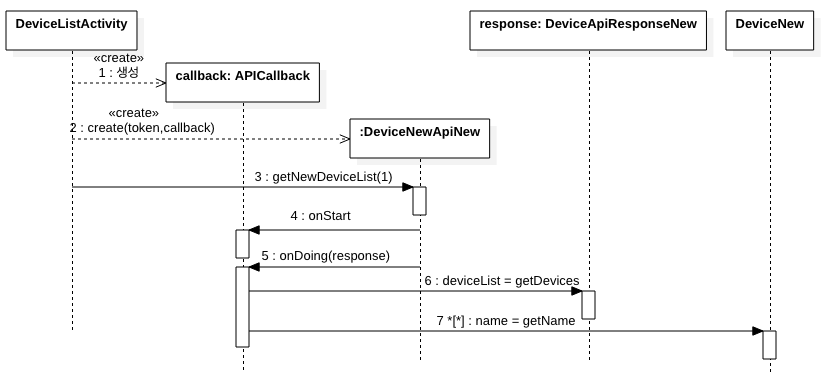 DeviceListActivity
response: DeviceApiResponseNew
DeviceNew
«create»
1 : 생성
callback: APICallback
«create»
2 : create(token,callback)
:DeviceNewApiNew
3 : getNewDeviceList(1)
4 : onStart
5 : onDoing(response)
6 : deviceList = getDevices
7 *[*] : name = getName